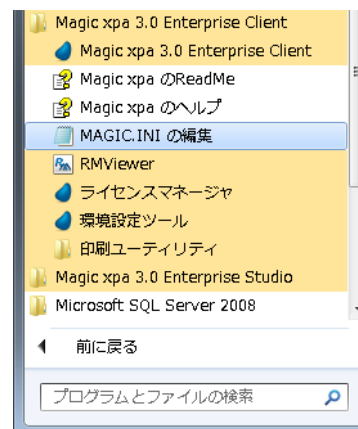 Magic xpa 3.0 Enterprise Client
Magic xpa 3.0 Enterprise Client
Magic xpa のReadMe
Magic xpa のヘルプ
MAGIC.INI の編集
RMViewer
ライセンスマネージャ
環境設定ツール
印刷ユーティリティ
Magic xpa 3.0 Enterprise Studio
Microsoft SQL Server 2008
前に戻る
プログラムとファイルの検索